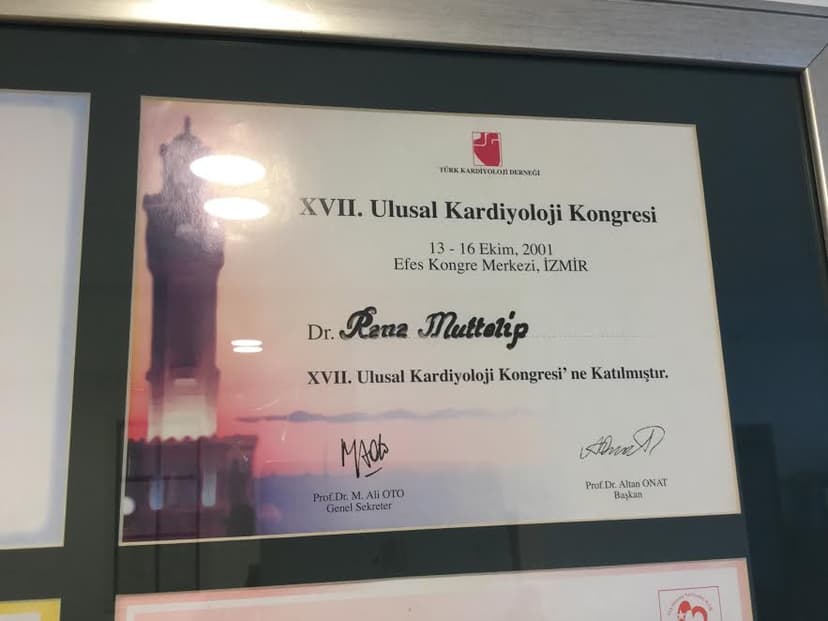 TÜRK KARDİYOLOJİ DERNEĞİ
XVII. Ulusal Kardiyoloji Kongresi
13 - 16 Ekim, 2001
Efes Kongre Merkezi, İZMİR
Dr. Rana Muttalip
XVII. Ulusal Kardiyoloji Kongresi' ne Katılmıştır.
Prof.Dr. M. Ali OTO
Genel Sekreter
Prof.Dr. Altan ONAT
Başkan